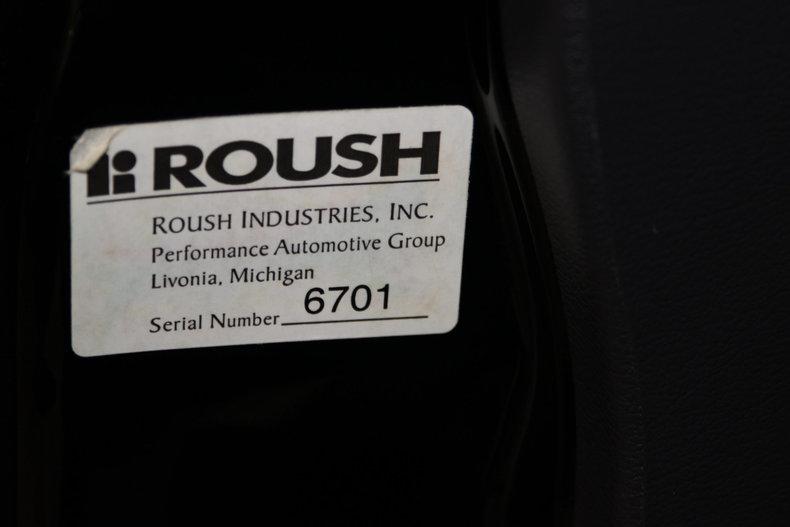 ROUSH
ROUSH INDUSTRIES, INC.
Performance Automotive Group
Livonia, Michigan
Serial Number 6701